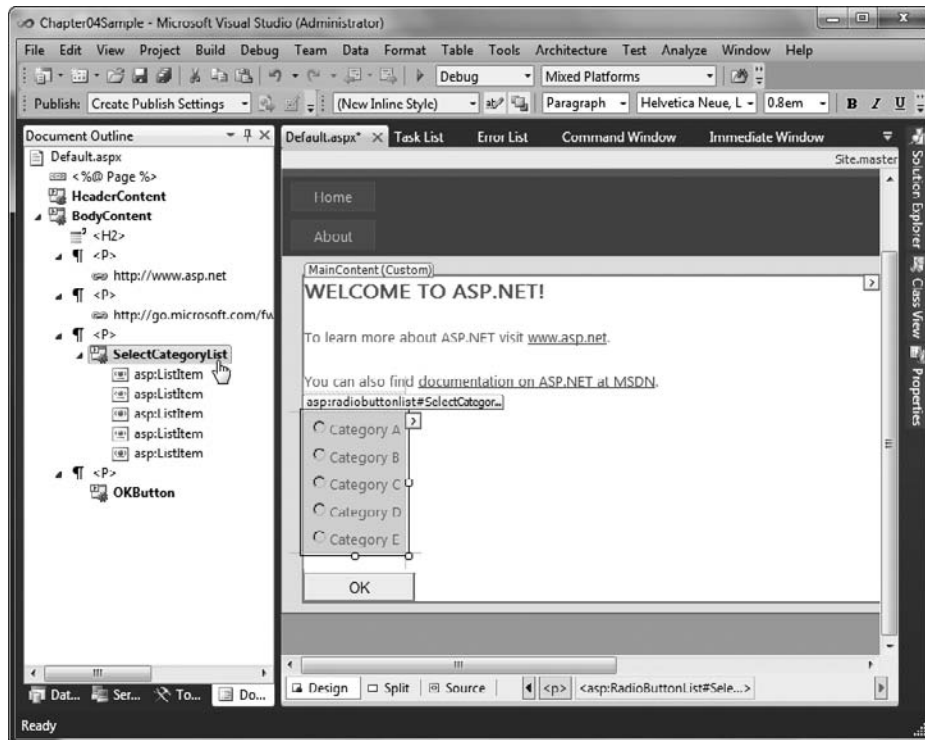 Chapter04Sample - Microsoft Visual Studio (Administrator)
File Edit View Project Build Debug Team Data Format Table Tools Architecture Test Analyze Window Help
Debug Mixed Platforms
Publish: Create Publish Settings (New Inline Style) Paragraph Helvetica Neue, L 0.8em B I U
Document Outline
Default.aspx
<%@ Page %>
HeaderContent
BodyContent
<H2>
<P>
http://www.asp.net
<P>
http://go.microsoft.com/fw
<P>
SelectCategoryList
asp:ListItem
asp:ListItem
asp:ListItem
asp:ListItem
asp:ListItem
<P>
OKButton
Dat... Ser... To... Do...
Default.aspx* Task List Error List Command Window Immediate Window
Site.master
Home
About
MainContent (Custom)
WELCOME TO ASP.NET!
To learn more about ASP.NET visit www.asp.net.
You can also find documentation on ASP.NET at MSDN.
asp:radiobuttonlist#SelectCategor...
Category A
Category B
Category C
Category D
Category E
OK
Design Split Source <p> <asp:RadioButtonList#Sele...>
Solution Explorer
Class View
Properties
Ready